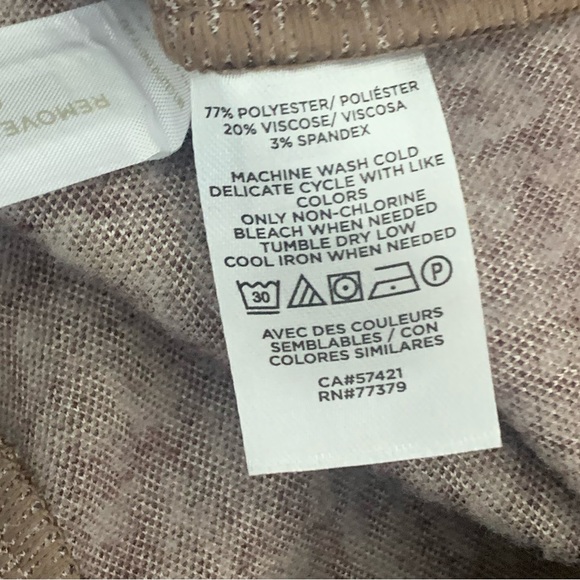 REMOVE
77% POLYESTER/ POLIÉSTER
20% VISCOSE/ VISCOSA
3% SPANDEX
MACHINE WASH COLD
DELICATE CYCLE WITH LIKE
COLORS
ONLY NON-CHLORINE
BLEACH WHEN NEEDED
TUMBLE DRY LOW
COOL IRON WHEN NEEDED
30 P
AVEC DES COULEURS
SEMBLABLES / CON
COLORES SIMILARES
CA#57421
RN#77379